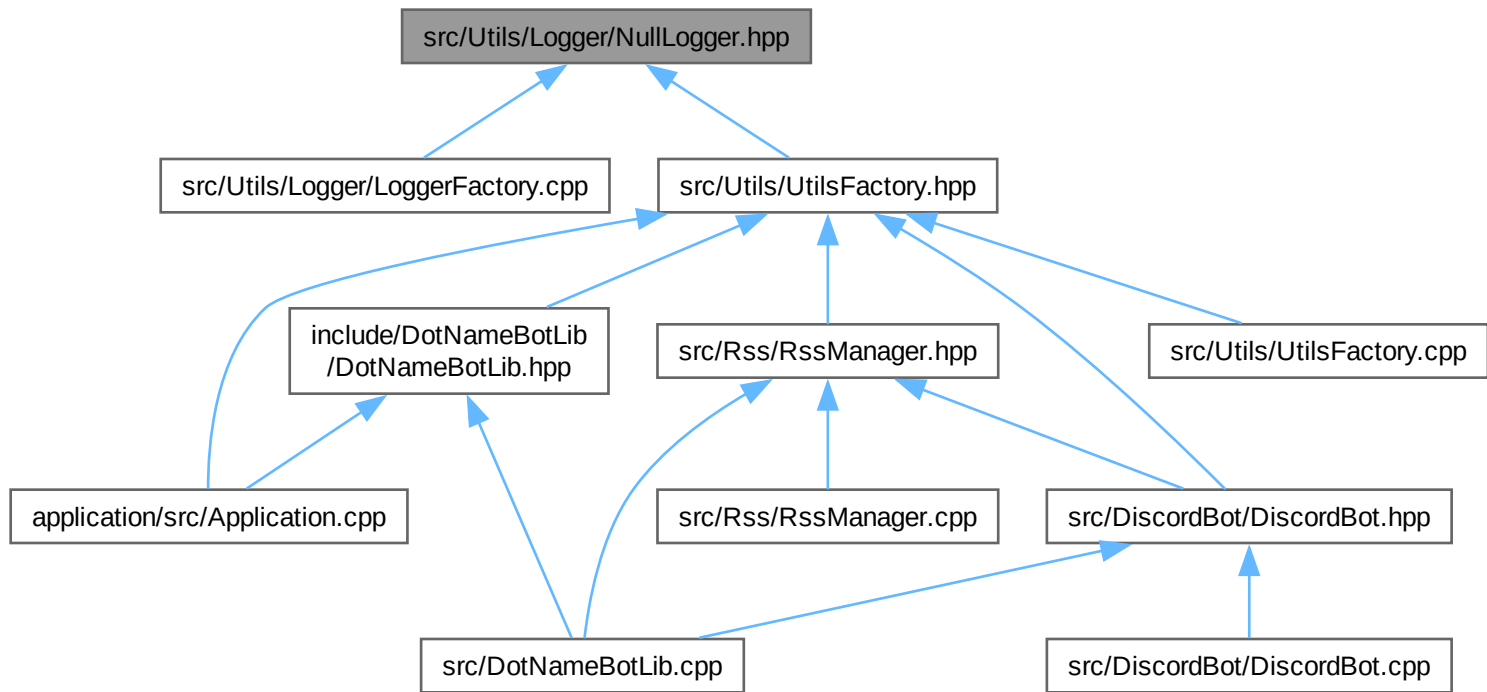 src/Utils/Logger/NullLogger.hpp
src/Utils/Logger/LoggerFactory.cpp
src/Utils/UtilsFactory.hpp
include/DotNameBotLib
/DotNameBotLib.hpp
src/Rss/RssManager.hpp
src/Utils/UtilsFactory.cpp
application/src/Application.cpp
src/Rss/RssManager.cpp
src/DiscordBot/DiscordBot.hpp
src/DotNameBotLib.cpp
src/DiscordBot/DiscordBot.cpp